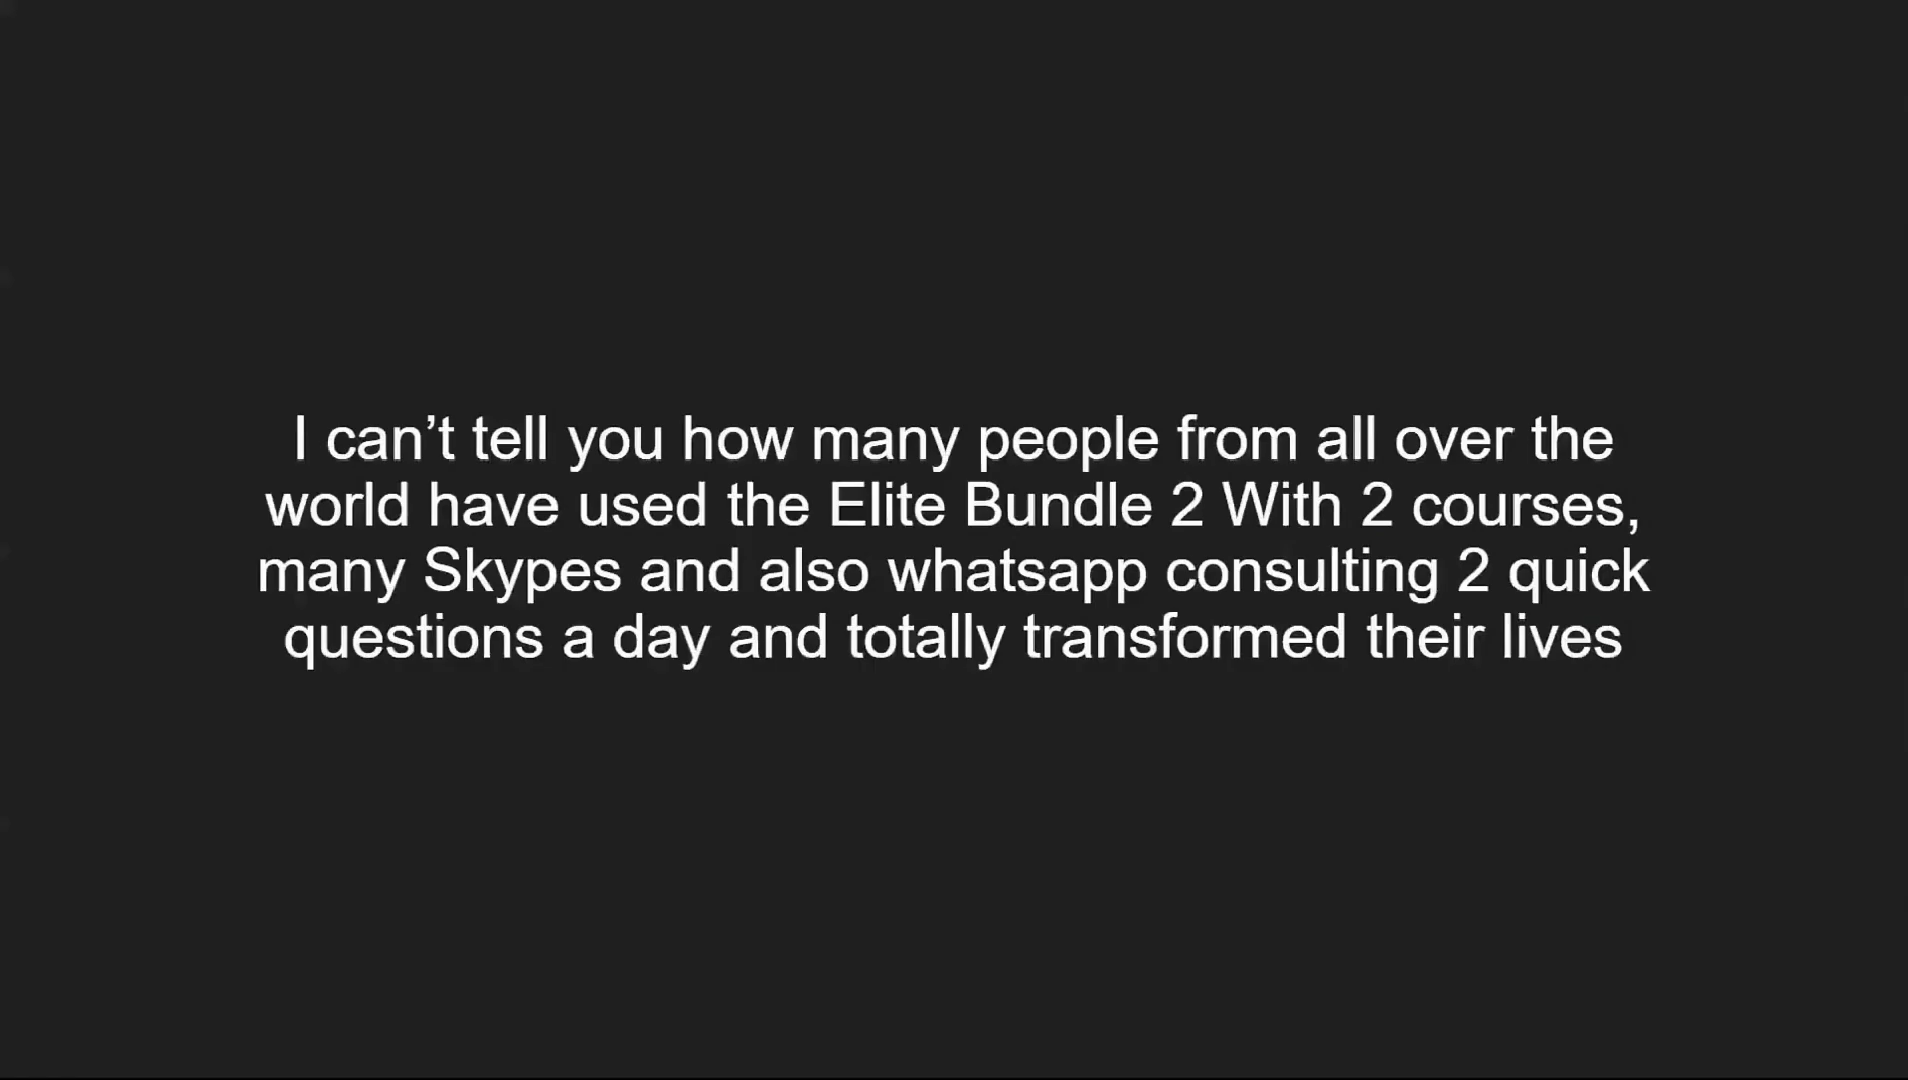 I can’t tell you how many people from all over the
world have used the Elite Bundle 2 With 2 courses,
many Skypes and also whatsapp consulting 2 quick
questions a day and totally transformed their lives